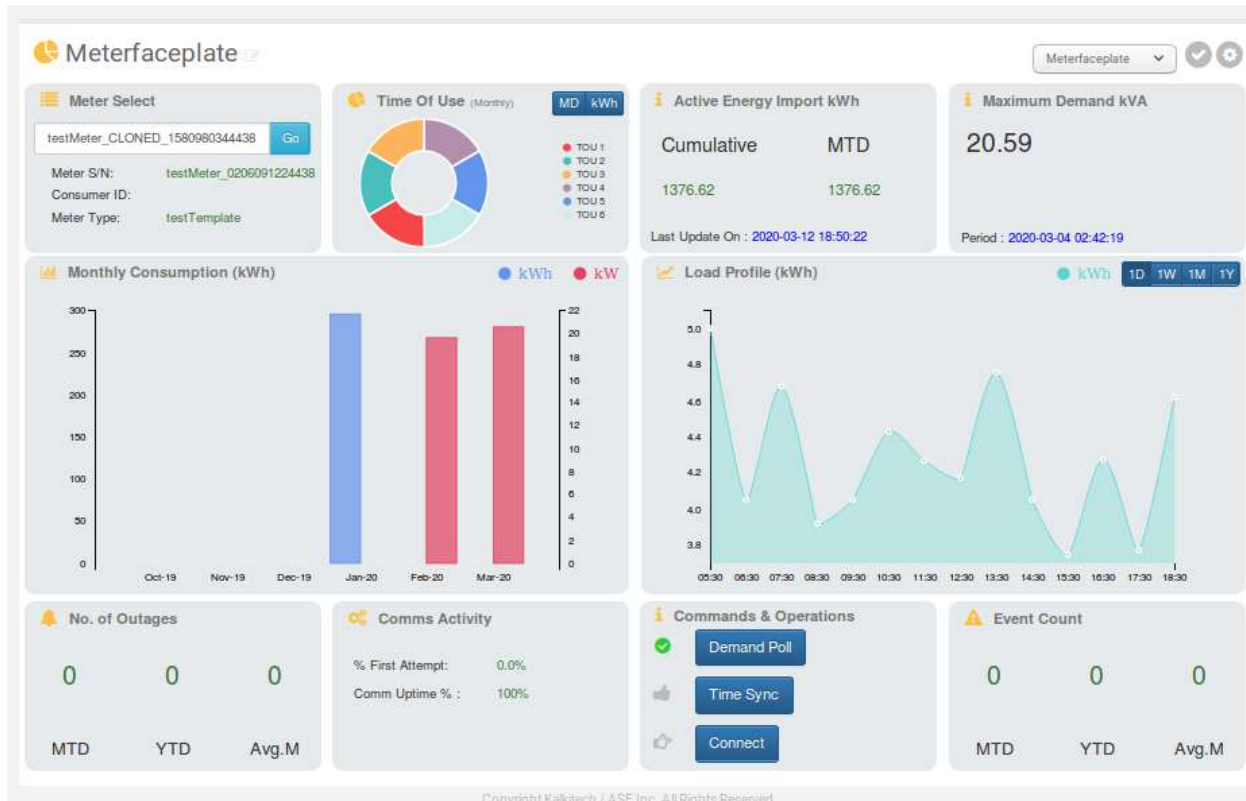 Meterfaceplate
Meterfaceplate
Meter Select
testMeter_CLONED_1580980344438 Go
Meter S/N: testMeter_0206091224438
Consumer ID:
Meter Type: testTemplate
Time Of Use (Monthly) MD kWh
TOU 1
TOU 2
TOU 3
TOU 4
TOU 5
TOU 6
Active Energy Import kWh
Cumulative MTD
1376.62 1376.62
Last Update On : 2020-03-12 18:50:22
Maximum Demand kVA
20.59
Period : 2020-03-04 02:42:19
Monthly Consumption (kWh) kWh kW
300
250
200
150
100
50
0
22
20
18
16
14
12
10
8
6
4
2
0
Oct-19 Nov-19 Dec-19 Jan-20 Feb-20 Mar-20
Load Profile (kWh) kWh 1D 1W 1M 1Y
5.0
4.8
4.6
4.4
4.2
4.0
3.8
05:30 06:30 07:30 08:30 09:30 10:30 11:30 12:30 13:30 14:30 15:30 16:30 17:30 18:30
No. of Outages
0 0 0
MTD YTD Avg.M
Comms Activity
% First Attempt: 0.0%
Comm Uptime % : 100%
Commands & Operations
Demand Poll
Time Sync
Connect
Event Count
0 0 0
MTD YTD Avg.M
Copyright Kalkitech / ASE Inc. All Rights Reserved